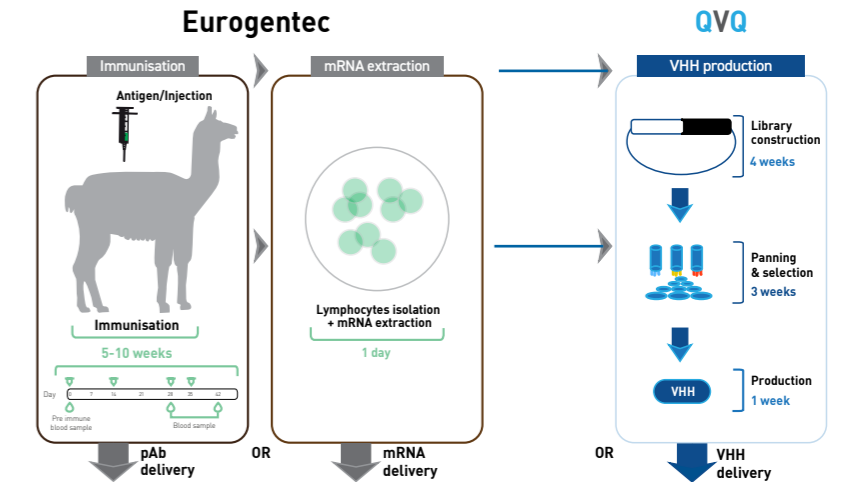 Eurogentec
QVQ
Immunisation
mRNA extraction
VHH production
Antigen/Injection
Immunisation
5-10 weeks
Day 0 7 14 21 28 35 42
Pre immune
blood sample
Blood sample
Lymphocytes isolation
+ mRNA extraction
1 day
Library
construction
4 weeks
Panning
& selection
3 weeks
VHH
Production
1 week
pAb
delivery
OR
mRNA
delivery
OR
VHH
delivery